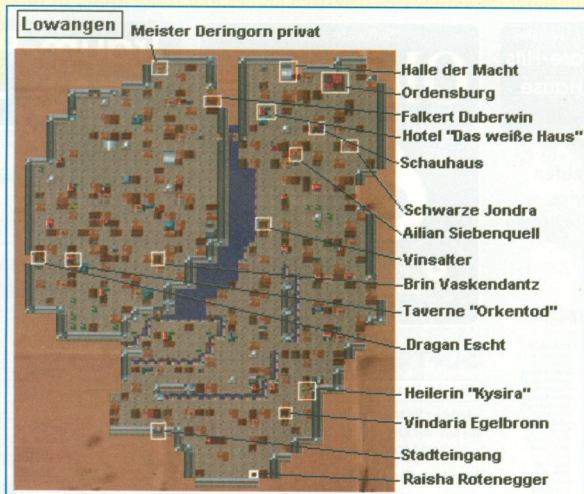 Lowangen
Meister Deringorn privat
Halle der Macht
Ordensburg
Falkert Duberwin
Hotel "Das weiße Haus"
Schauhaus
Schwarze Jondra
Ailian Siebenquell
Vinsalter
Brin Vaskendantz
Taverne "Orkentod"
Dragan Escht
Heilerin "Kysira"
Vindaria Egelbronn
Stadteingang
Raisha Rotenegger